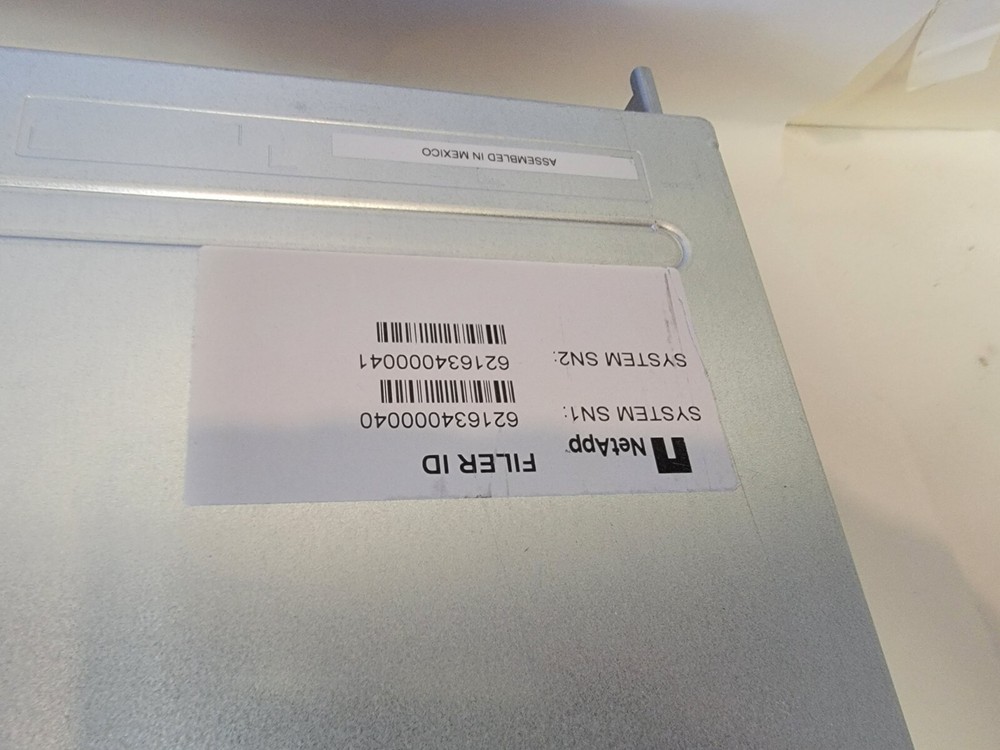 NetApp FILER ID
SYSTEM SN1: 621634000040
SYSTEM SN2: 621634000041
ASSEMBLED IN MEXICO